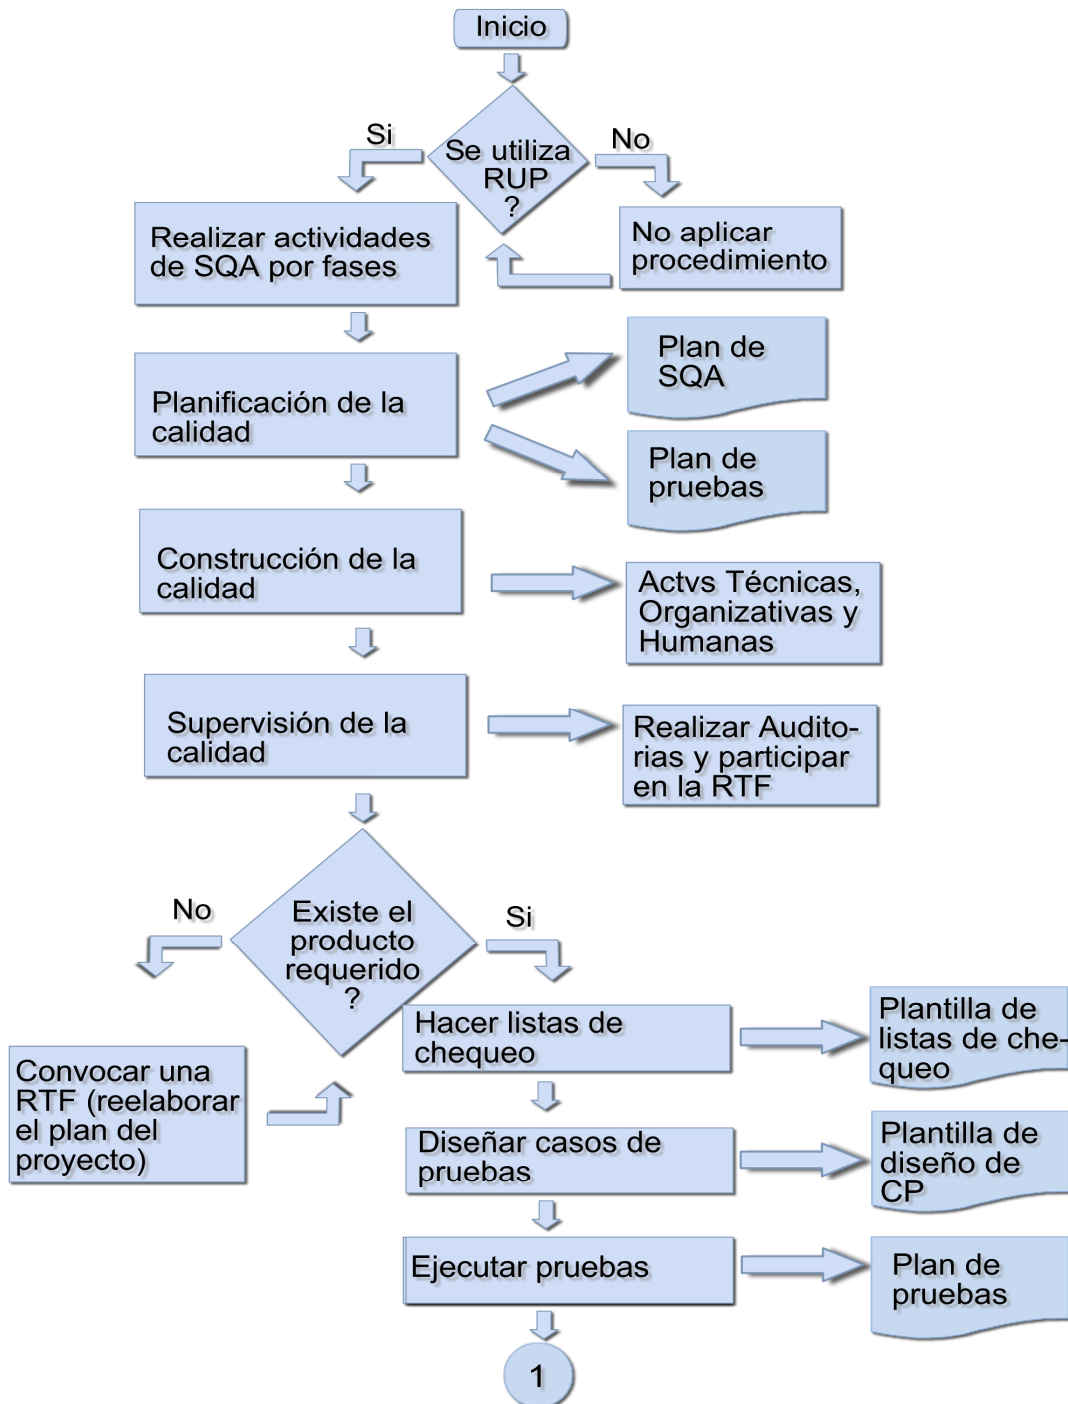 Inicio
Si
No
Se utiliza
RUP
?
Realizar actividades
de SQA por fases
No aplicar
procedimiento
Planificación de la
calidad
Plan de
SQA
Plan de
pruebas
Construcción de la
calidad
Actvs Técnicas,
Organizativas y
Humanas
Supervisión de la
calidad
Realizar Audito-
rias y participar
en la RTF
No
Si
Existe el
producto
requerido
?
Hacer listas de
chequeo
Plantilla de
listas de che-
queo
Convocar una
RTF (reelaborar
el plan del
proyecto)
Diseñar casos de
pruebas
Plantilla de
diseño de
CP
Ejecutar pruebas
Plan de
pruebas
1